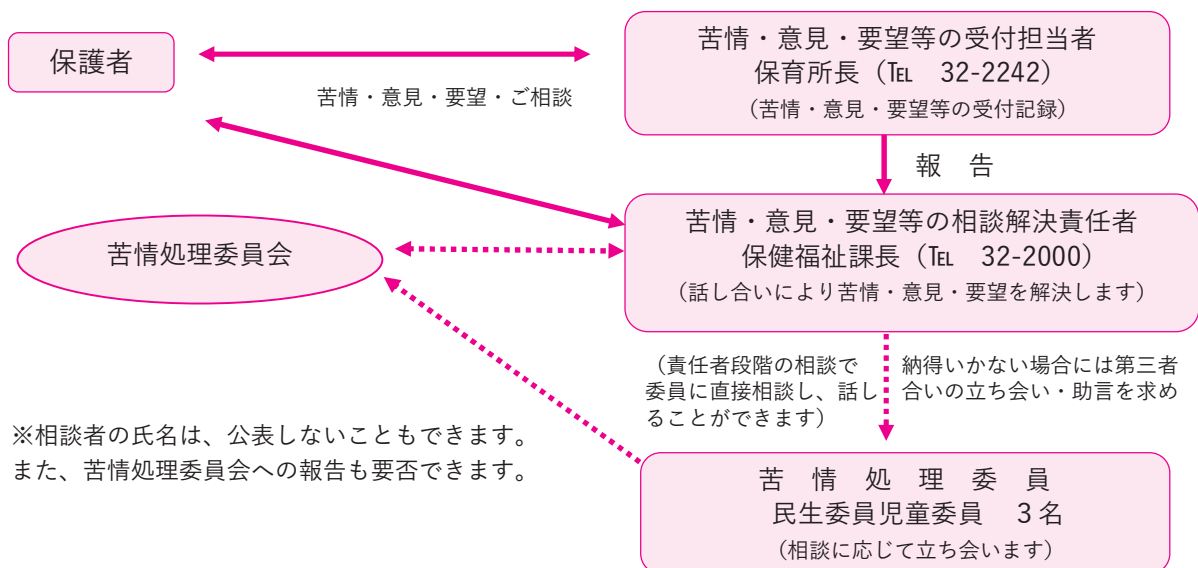 保護者
苦情・意見・要望・ご相談
苦情・意見・要望等の受付担当者
保育所長（℡　32-2242）
（苦情・意見・要望等の受付記録）
報　告
苦情・意見・要望等の相談解決責任者
保健福祉課長（℡　32-2000）
（話し合いにより苦情・意見・要望を解決します）
苦情処理委員会
（責任者段階の相談で　納得いかない場合には第三者
委員に直接相談し、話し　合いの立ち会い・助言を求め
ることができます）
※相談者の氏名は、公表しないこともできます。
また、苦情処理委員会への報告も要否できます。
苦　情　処　理　委　員
民生委員児童委員　３名
（相談に応じて立ち会います）